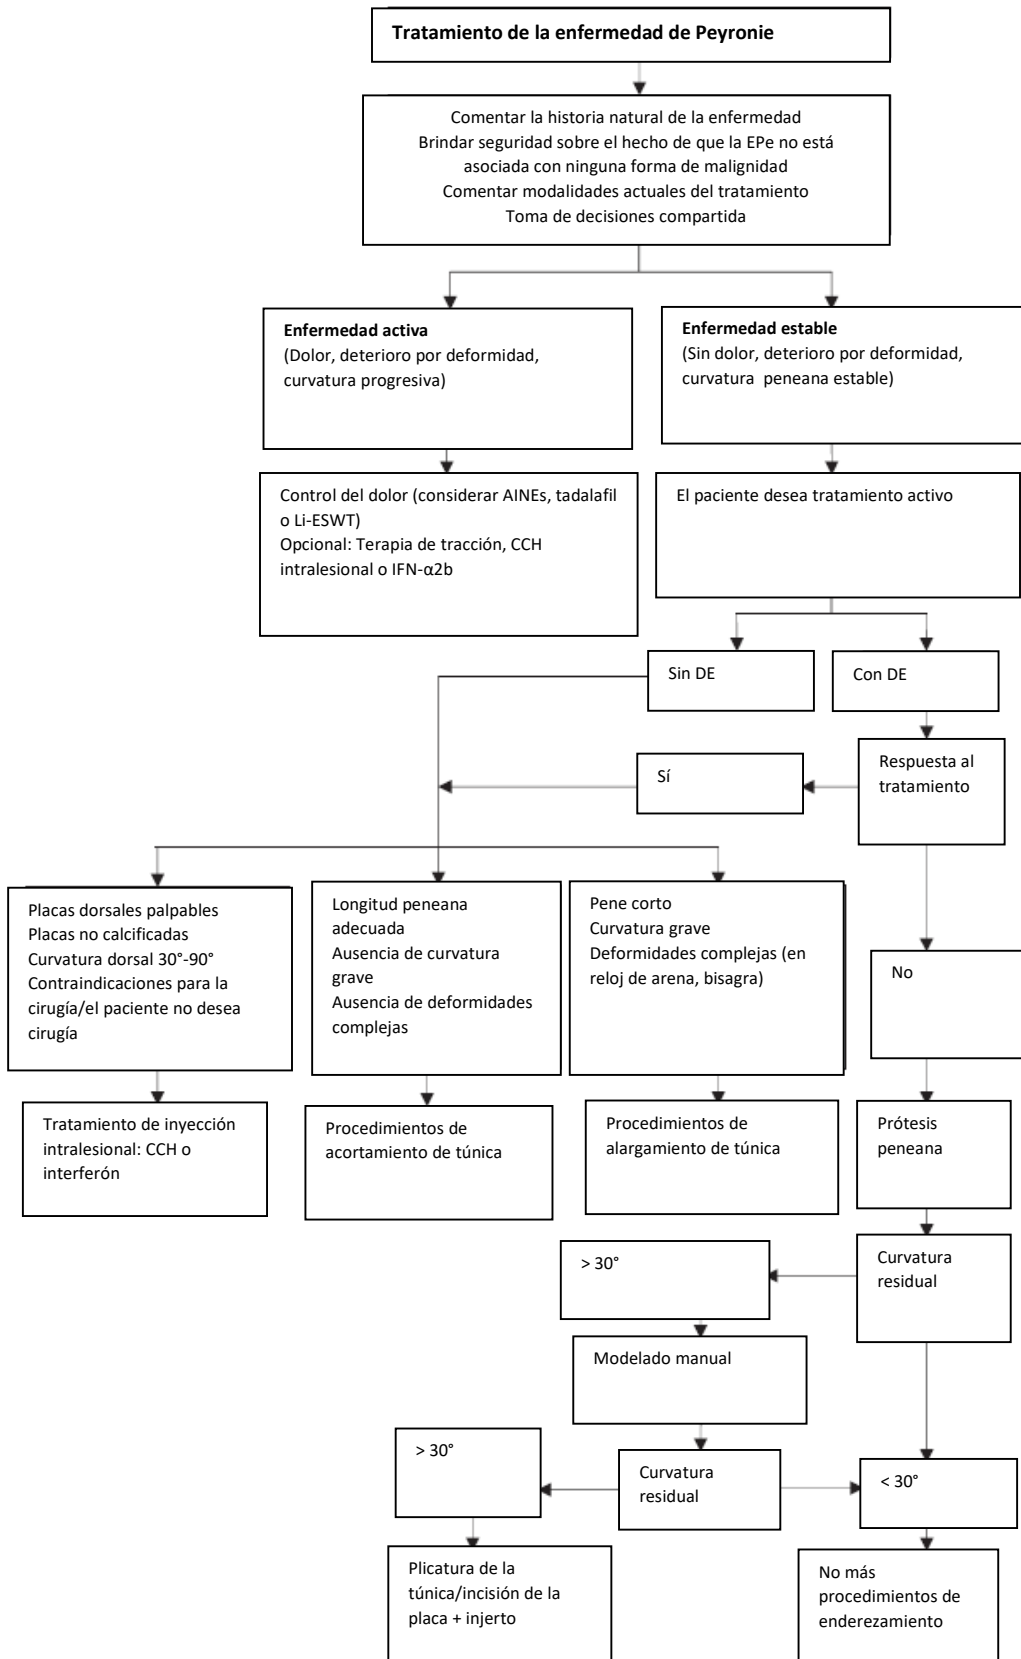 Tratamiento de la enfermedad de Peyronie
Comentar la historia natural de la enfermedad
Brindar seguridad sobre el hecho de que la EPe no está
asociada con ninguna forma de malignidad
Comentar modalidades actuales del tratamiento
Toma de decisiones compartida
Enfermedad activa
(Dolor, deterioro por deformidad,
curvatura progresiva)
Enfermedad estable
(Sin dolor, deterioro por deformidad,
curvatura peneana estable)
Control del dolor (considerar AINEs, tadalafil
o Li-ESWT)
Opcional: Terapia de tracción, CCH
intralesional o IFN-α2b
El paciente desea tratamiento activo
Sin DE
Con DE
Respuesta al
tratamiento
Sí
Placas dorsales palpables
Placas no calcificadas
Curvatura dorsal 30°-90°
Contraindicaciones para la
cirugía/el paciente no desea
cirugía
Longitud peneana
adecuada
Ausencia de curvatura
grave
Ausencia de deformidades
complejas
Pene corto
Curvatura grave
Deformidades complejas (en
reloj de arena, bisagra)
No
Tratamiento de inyección
intralesional: CCH o
interferón
Procedimientos de
acortamiento de túnica
Procedimientos de
alargamiento de túnica
Prótesis
peneana
> 30°
Curvatura
residual
Modelado manual
> 30°
Curvatura
residual
< 30°
Plicatura de la
túnica/incisión de la
placa + injerto
No más
procedimientos de
enderezamiento